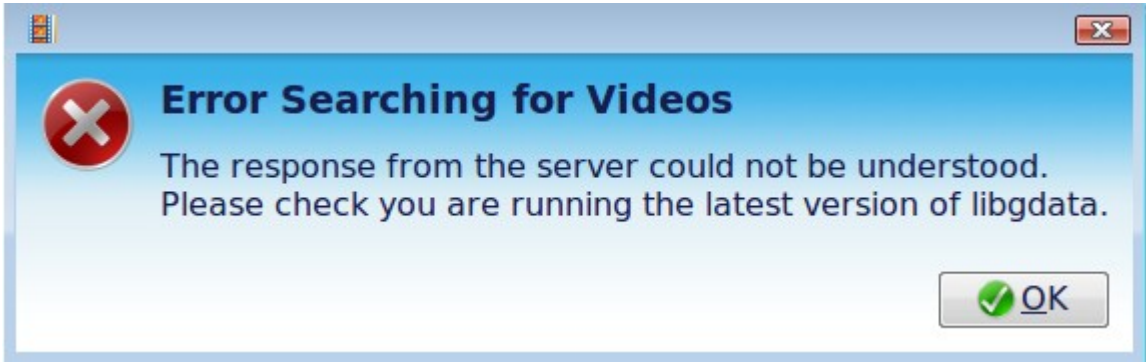 Error Searching for Videos
The response from the server could not be understood.
Please check you are running the latest version of libgdata.
OK